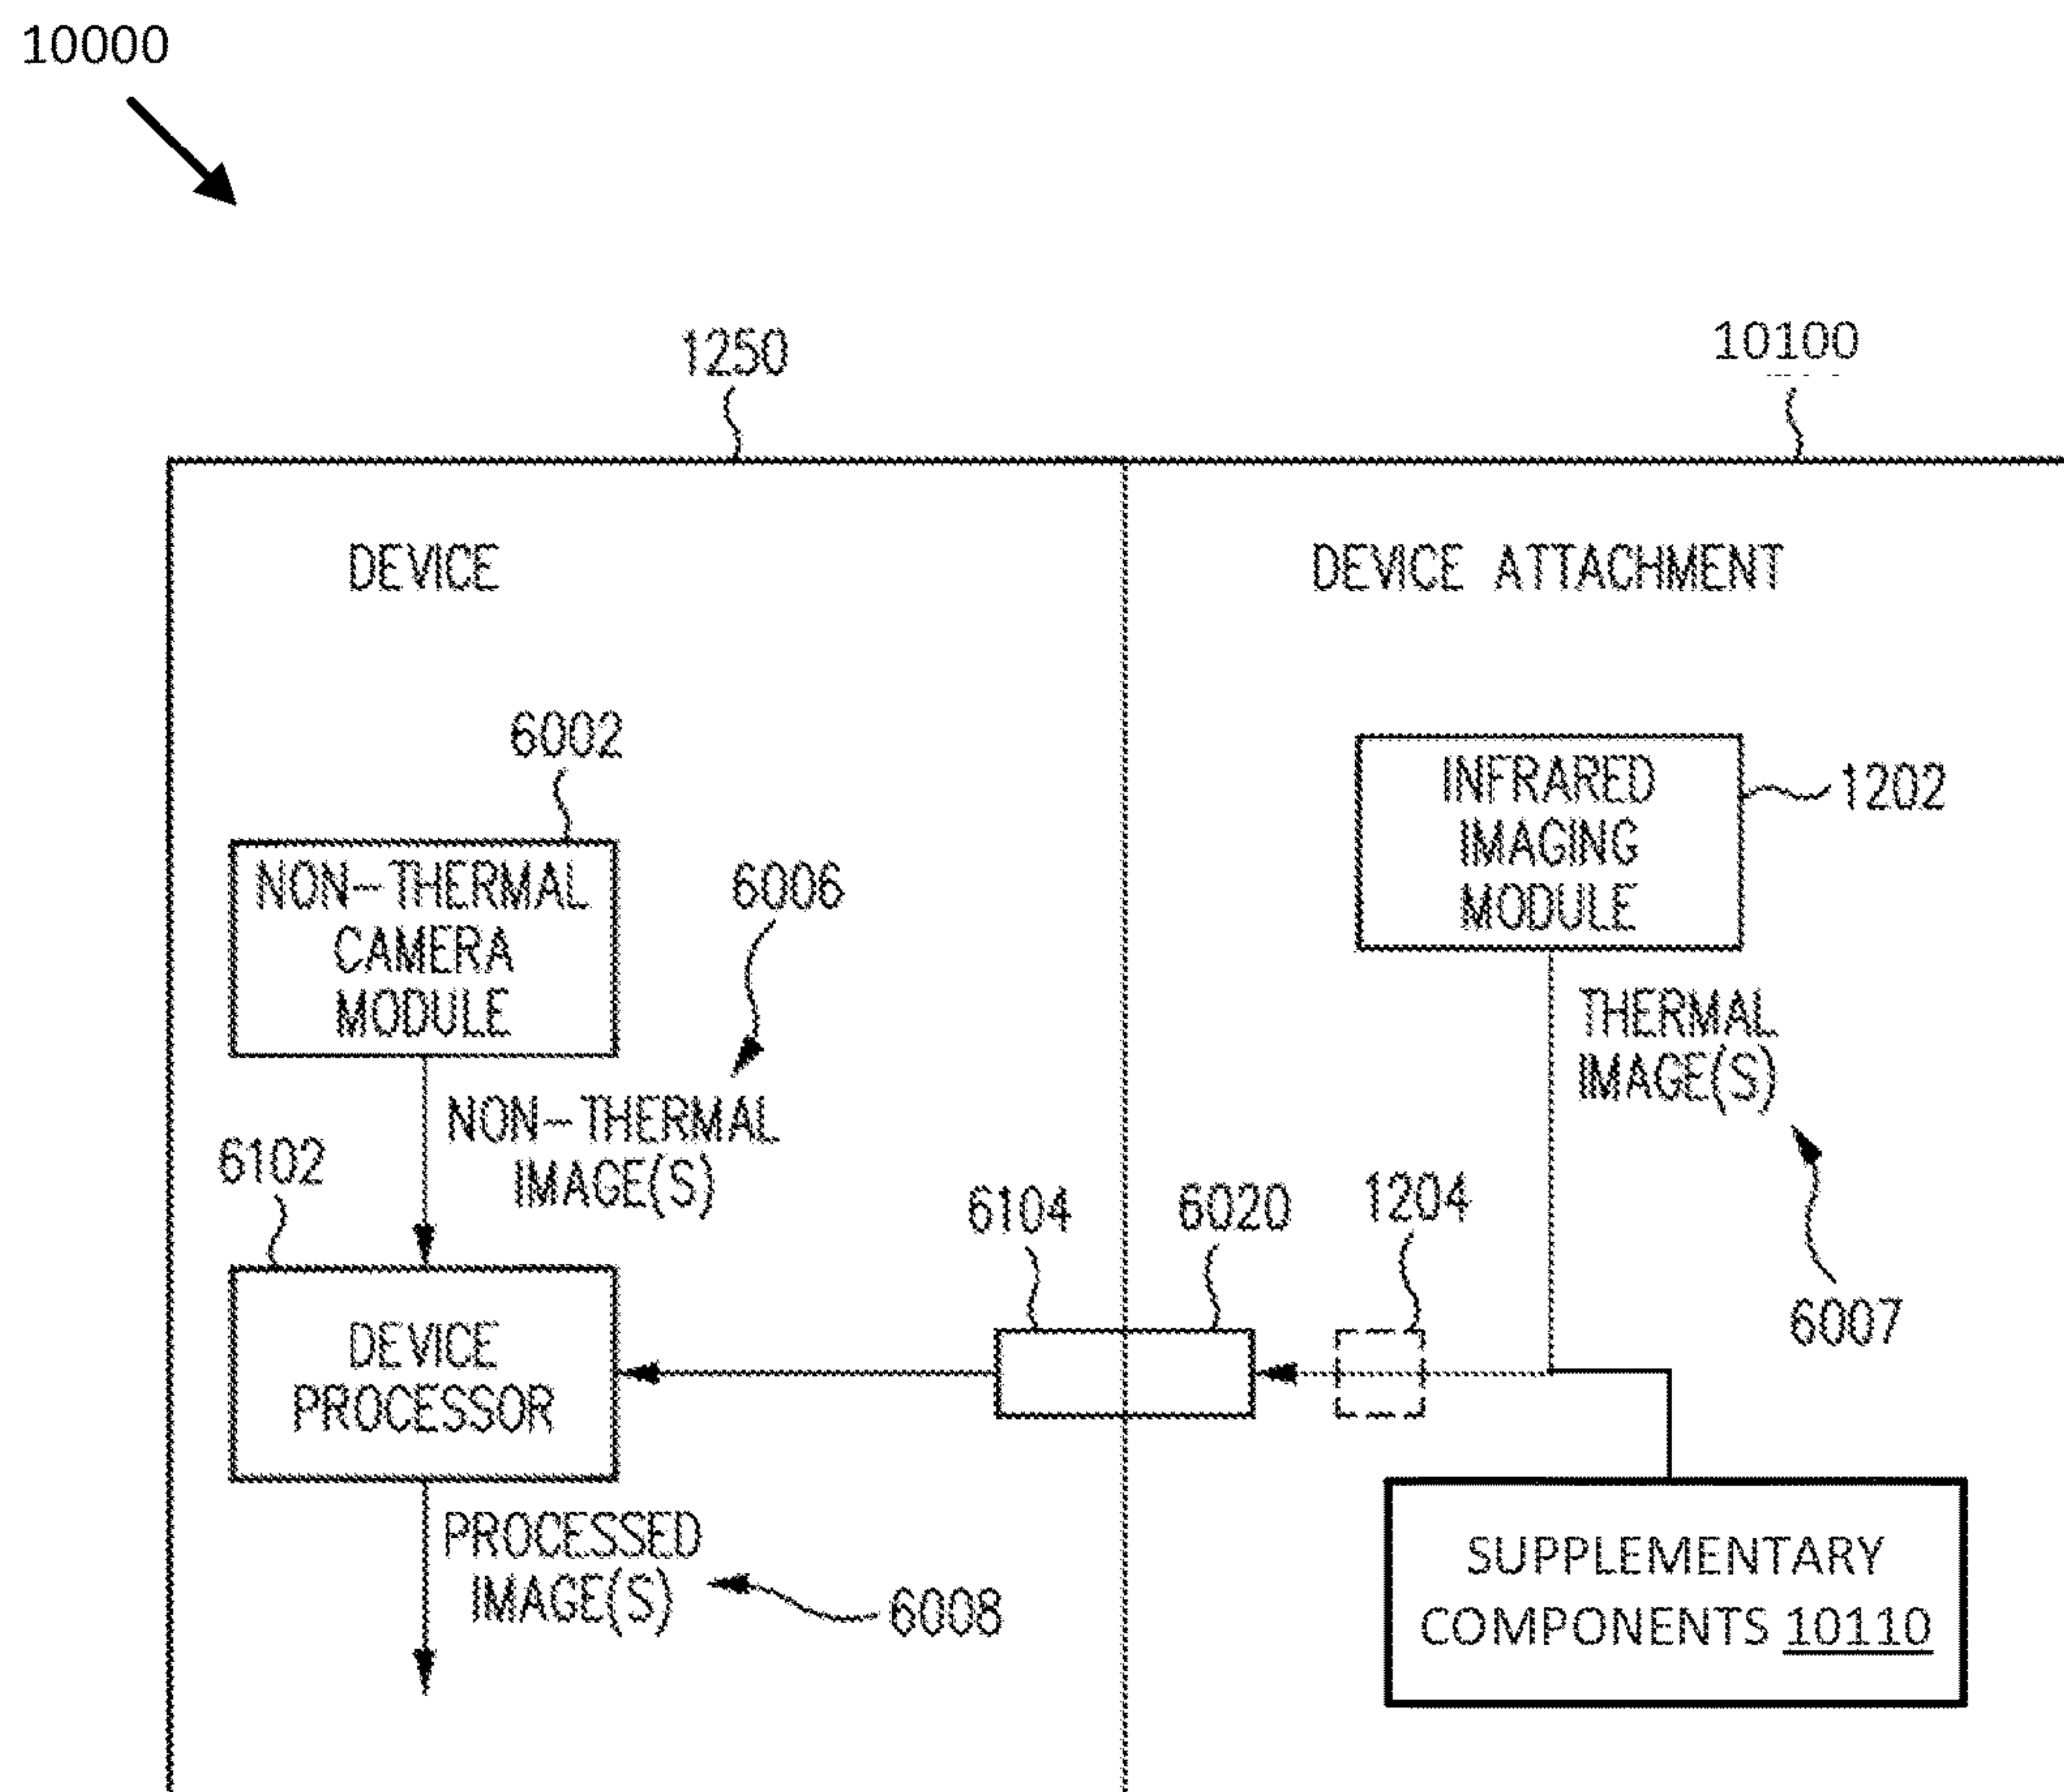 10000
1250
10100
DEVICE
DEVICE ATTACHMENT
6002
INFRARED
IMAGING
MODULE
1202
NON-THERMAL
CAMERA
MODULE
6006
THERMAL
IMAGE(S)
NON-THERMAL
IMAGE(S)
6102
6104
6020
1204
6007
DEVICE
PROCESSOR
PROCESSED
IMAGE(S)
6008
SUPPLEMENTARY
COMPONENTS 10110